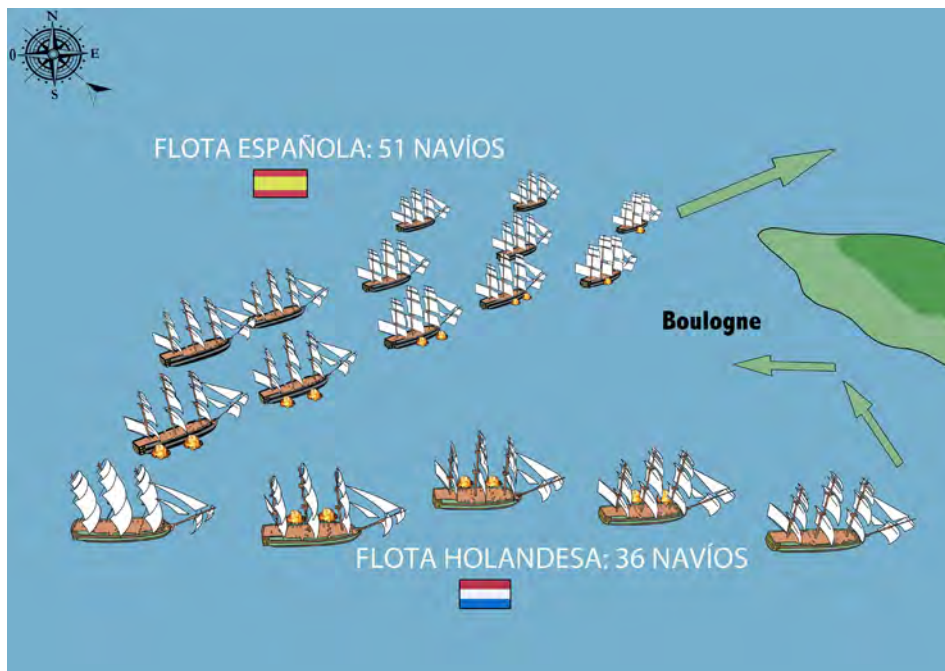 N
O E
S
FLOTA ESPAÑOLA: 51 NAVÍOS
Boulogne
FLOTA HOLANDESA; 36 NAVÍOS